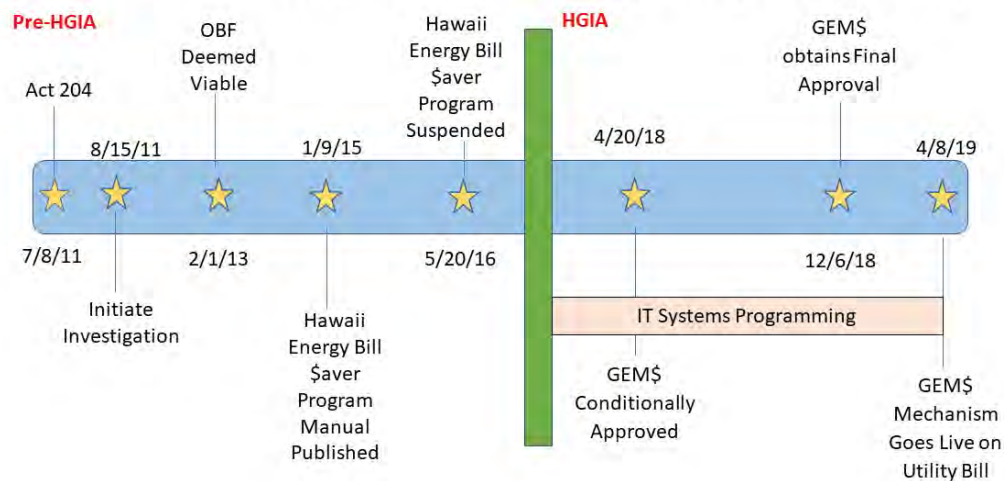 Pre-HGIA
HGIA
Act 204
7/8/11
8/15/11
Initiate
Investigation
OBF
Deemed
Viable
2/1/13
1/9/15
Hawaii
Energy Bill
$aver
Program
Manual
Published
Hawaii
Energy Bill
$aver
Program
Suspended
5/20/16
4/20/18
GEM$
Conditionally
Approved
GEM$
obtains Final
Approval
12/6/18
IT Systems Programming
4/8/19
GEM$
Mechanism
Goes Live on
Utility Bill